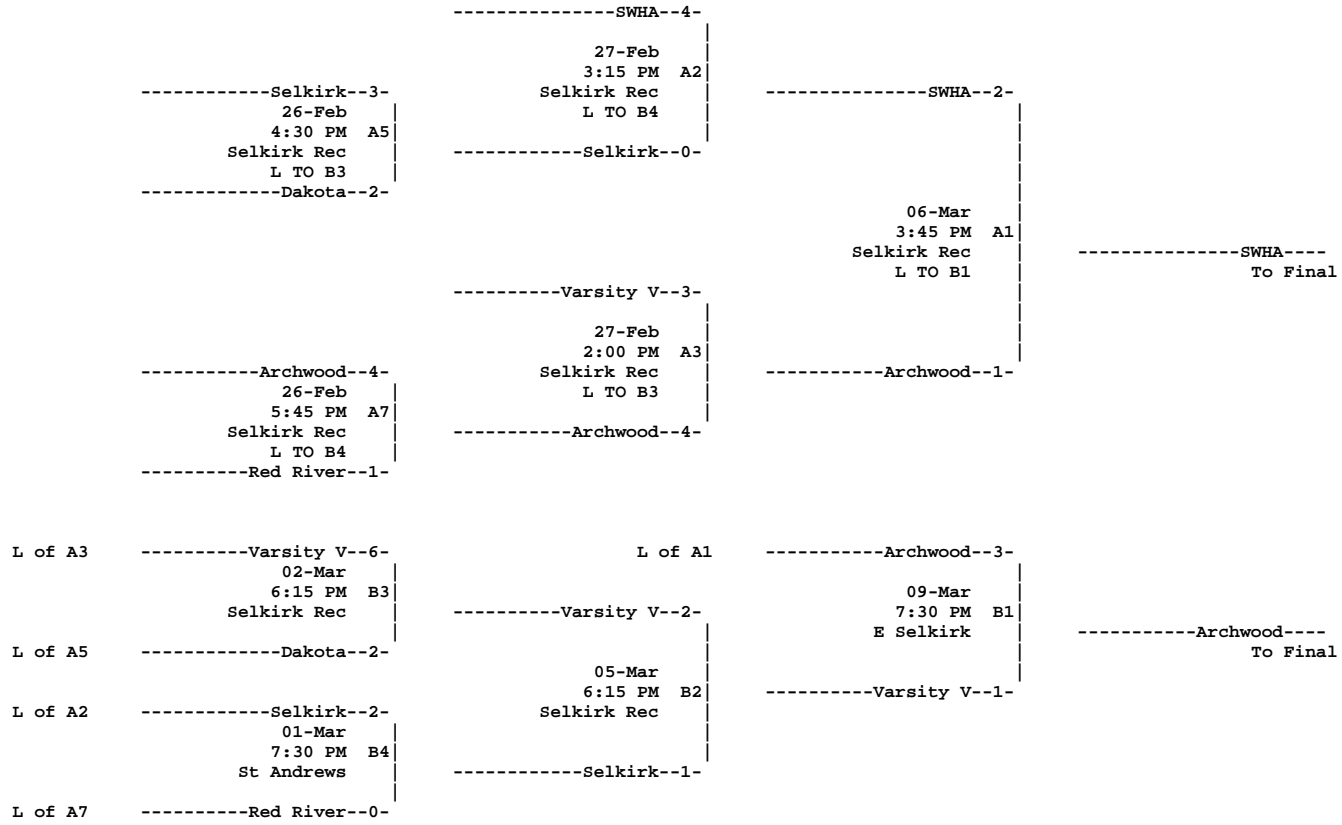 ---------------SWHA--4-
|
27-Feb |
3:15 PM A2|
------------Selkirk--3- Selkirk Rec | ---------------SWHA--2-
26-Feb | L TO B4 | |
4:30 PM A5| | |
Selkirk Rec | ------------Selkirk--0- |
L TO B3 | |
-------------Dakota--2- |
06-Mar |
3:45 PM A1|
Selkirk Rec | ---------------SWHA----
L TO B1 | To Final
----------Varsity V--3- |
| |
27-Feb | |
2:00 PM A3| |
-----------Archwood--4- Selkirk Rec | -----------Archwood--1-
26-Feb | L TO B3 |
5:45 PM A7| |
Selkirk Rec | -----------Archwood--4-
L TO B4 |
----------Red River--1-
L of A3 ----------Varsity V--6- L of A1 -----------Archwood--3-
02-Mar | |
6:15 PM B3| 09-Mar |
Selkirk Rec | ----------Varsity V--2- 7:30 PM B1|
| | E Selkirk | -----------Archwood----
L of A5 -------------Dakota--2- | | To Final
05-Mar | |
6:15 PM B2| ----------Varsity V--1-
L of A2 ------------Selkirk--2- Selkirk Rec |
01-Mar | |
7:30 PM B4| |
St Andrews | ------------Selkirk--1-
|
L of A7 ----------Red River--0-